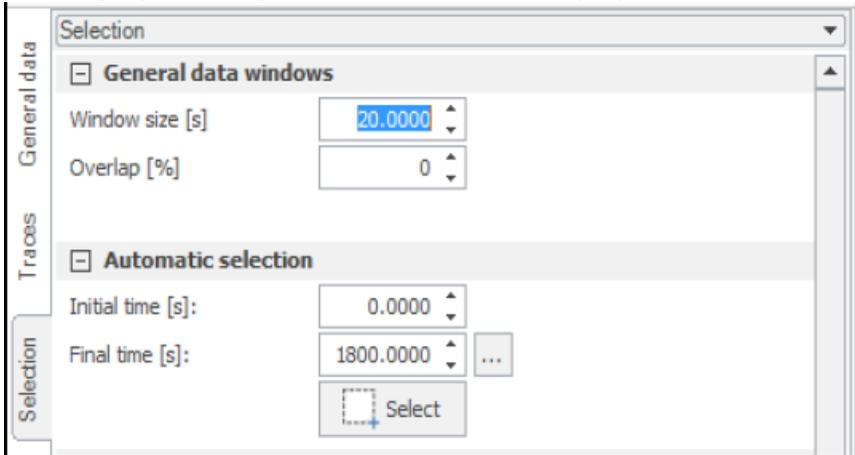 Selection
General data windows
Window size [s] 20.0000
Overlap [%] 0
Automatic selection
Initial time [s]: 0.0000
Final time [s]: 1800.0000 ...
Select
General data
Traces
Selection